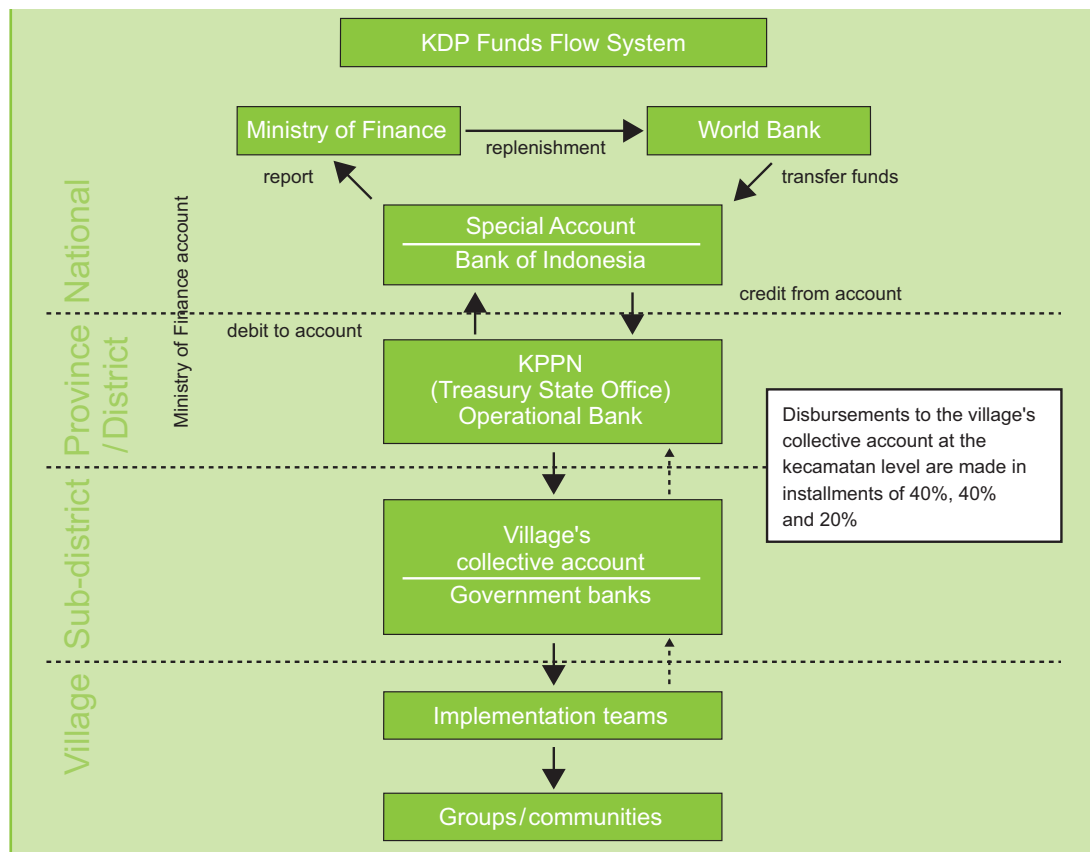 KDP Funds Flow System
Ministry of Finance
World Bank
replenishment
report
transfer funds
Special Account
Bank of Indonesia
National
Ministry of Finance account
credit from account
debit to account
Province
/District
KPPN
(Treasury State Office)
Operational Bank
Disbursements to the village's
collective account at the
kecamatan level are made in
installments of 40%, 40%
and 20%
Sub-district
Village's
collective account
Government banks
Village
Implementation teams
Groups/communities